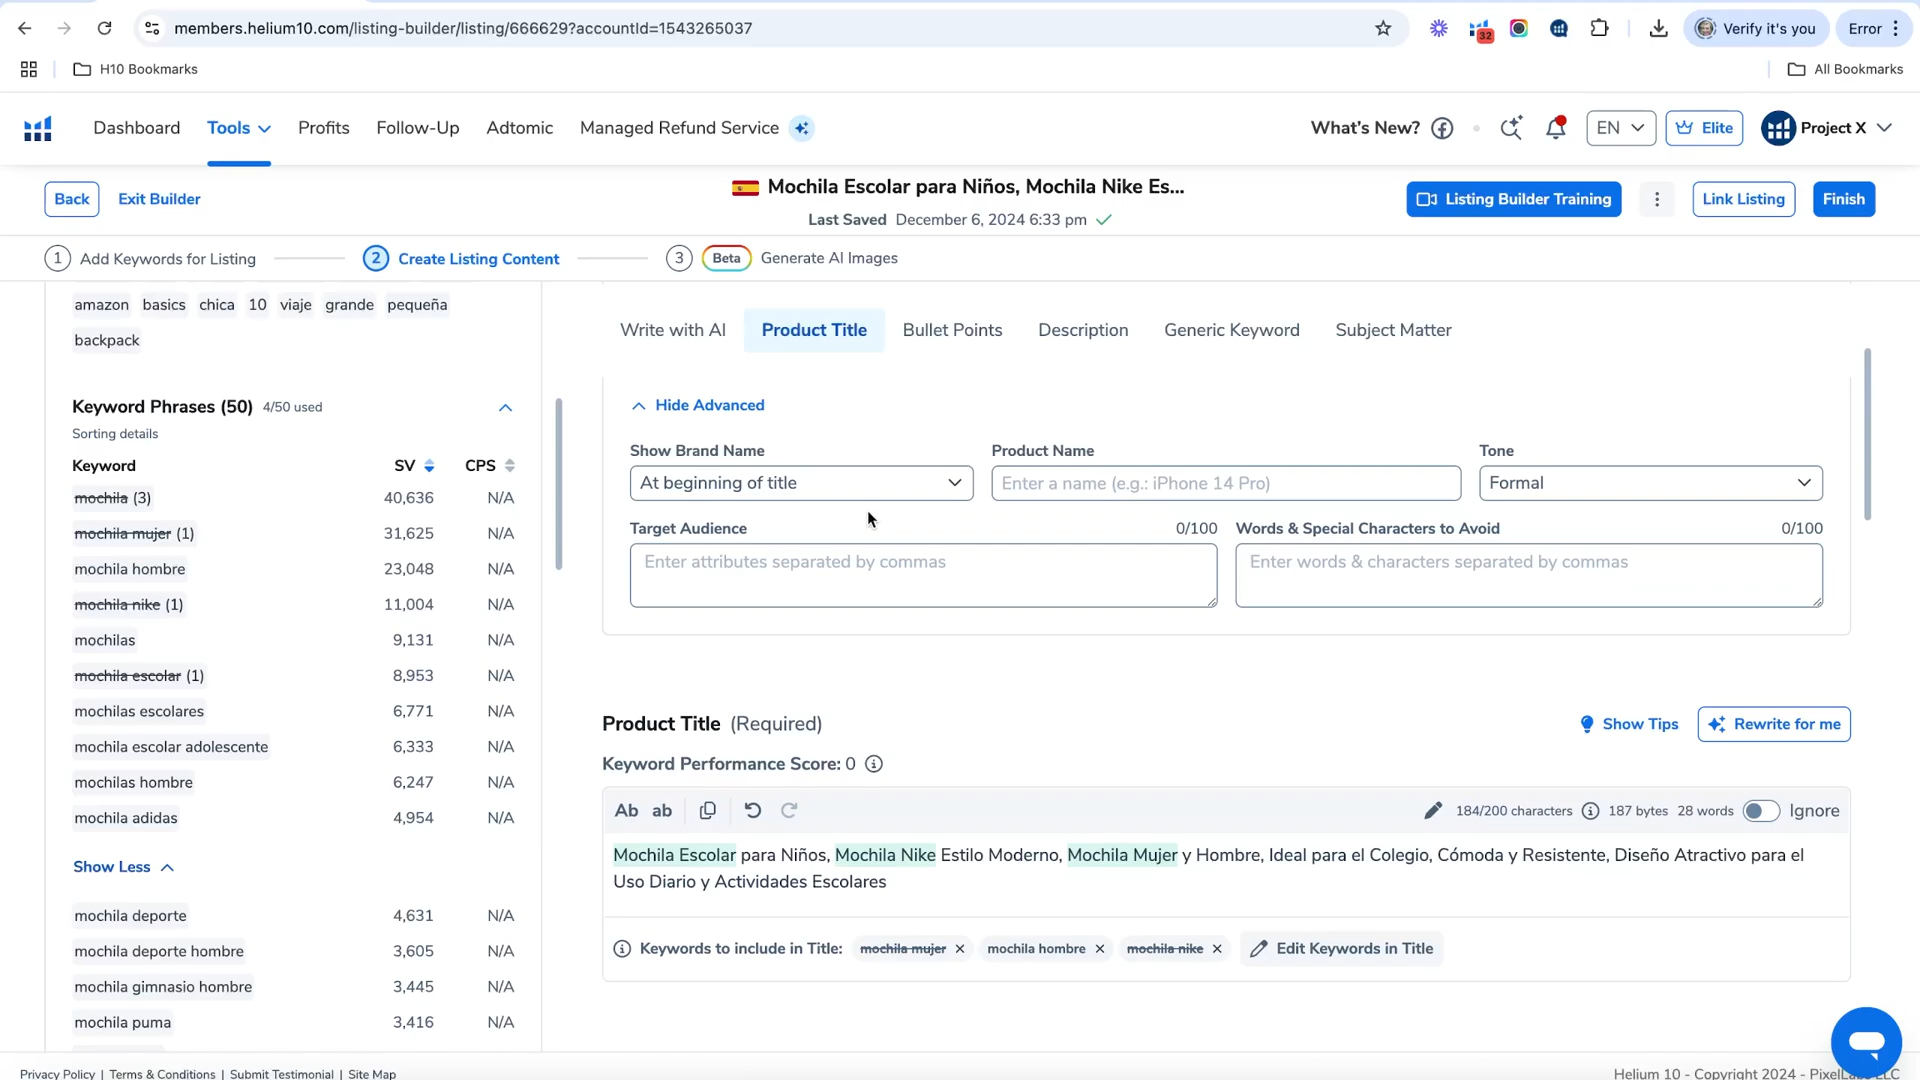 members.helium10.com/listing-builder/listing/666629?accountId=1543265037
32
Verify it's you
Error
H10 Bookmarks
All Bookmarks
Dashboard
Tools
Profits
Follow-Up
Adtomic
Managed Refund Service
What's New?
EN
Elite
Project X
Back
Exit Builder
Mochila Escolar para Niños, Mochila Nike Es...
Last Saved December 6, 2024 6:33 pm
Listing Builder Training
Link Listing
Finish
1 Add Keywords for Listing
2 Create Listing Content
3 Beta Generate AI Images
amazon basics chica 10 viaje grande pequeña
backpack
Keyword Phrases (50) 4/50 used
Sorting details
Keyword SV CPS
mochila (3) 40,636 N/A
mochila mujer (1) 31,625 N/A
mochila hombre 23,048 N/A
mochila nike (1) 11,004 N/A
mochilas 9,131 N/A
mochila escolar (1) 8,953 N/A
mochilas escolares 6,771 N/A
mochila escolar adolescente 6,333 N/A
mochilas hombre 6,247 N/A
mochila adidas 4,954 N/A
Show Less
mochila deporte 4,631 N/A
mochila deporte hombre 3,605 N/A
mochila gimnasio hombre 3,445 N/A
mochila puma 3,416 N/A
Write with AI
Product Title
Bullet Points
Description
Generic Keyword
Subject Matter
Hide Advanced
Show Brand Name
At beginning of title
Product Name
Enter a name (e.g.: iPhone 14 Pro)
Tone
Formal
Target Audience 0/100
Enter attributes separated by commas
Words & Special Characters to Avoid 0/100
Enter words & characters separated by commas
Product Title (Required)
Show Tips
Rewrite for me
Keyword Performance Score: 0
Ab ab
184/200 characters 187 bytes 28 words Ignore
Mochila Escolar para Niños, Mochila Nike Estilo Moderno, Mochila Mujer y Hombre, Ideal para el Colegio, Cómoda y Resistente, Diseño Atractivo para el
Uso Diario y Actividades Escolares
Keywords to include in Title: mochila mujer × mochila hombre × mochila nike × Edit Keywords in Title
Privacy Policy | Terms & Conditions | Submit Testimonial | Site Map
Helium 10 - Copyright 2024 -